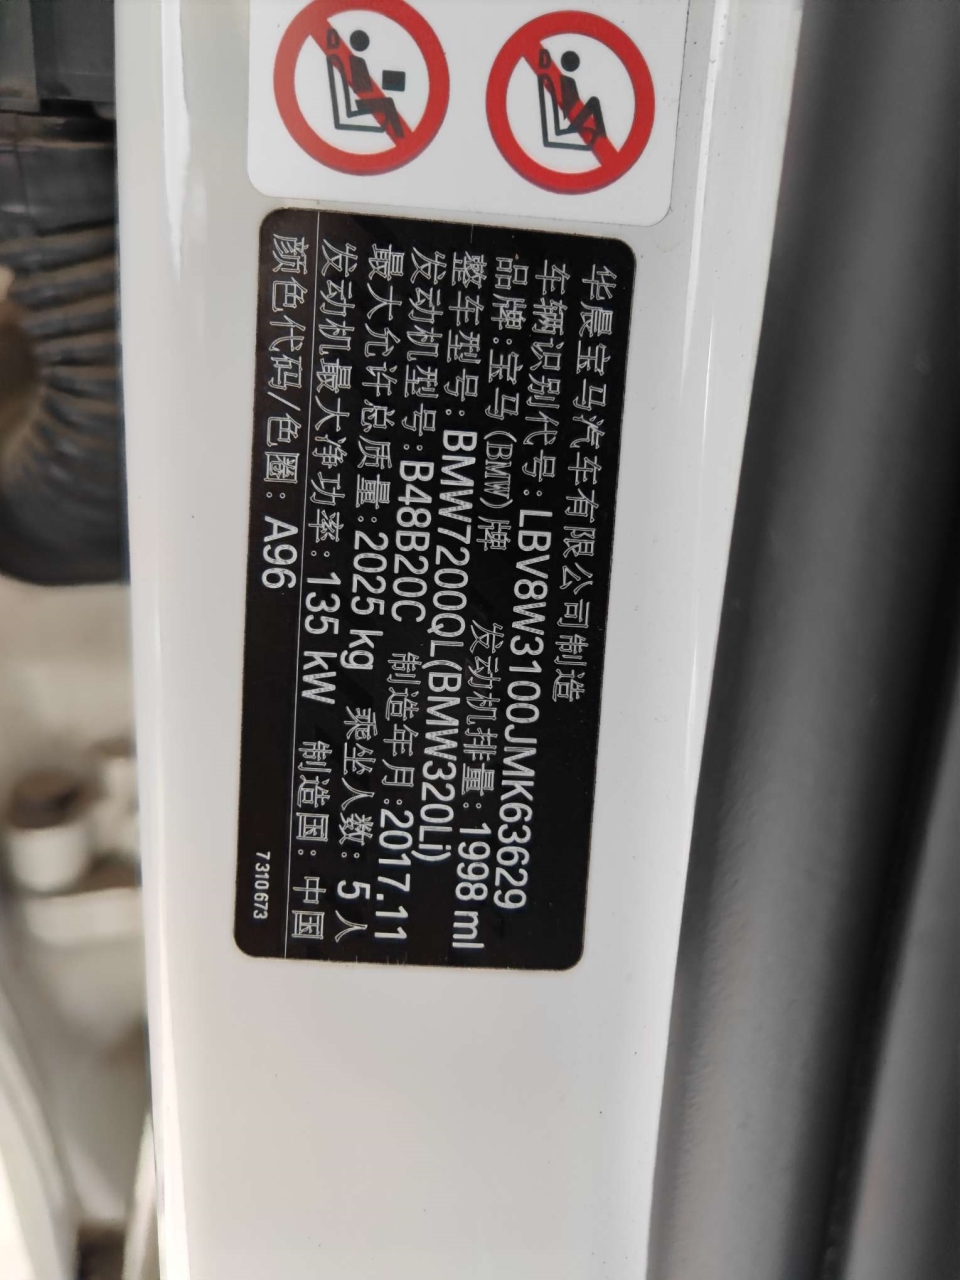 华晨宝马汽车有限公司制造
车辆识别代号:LBV8W3100JMK63629
品牌:宝马(BMW)牌 发动机排量:1998 ml
整车型号:BMW7200QL(BMW320Li)
发动机型号:B48B20C 制造年月:2017.11
最大允许总质量:2025 kg 乘坐人数:5人
发动机最大净功率:135 kW 制造国:中国
颜色代码/色圈:A96
7310673